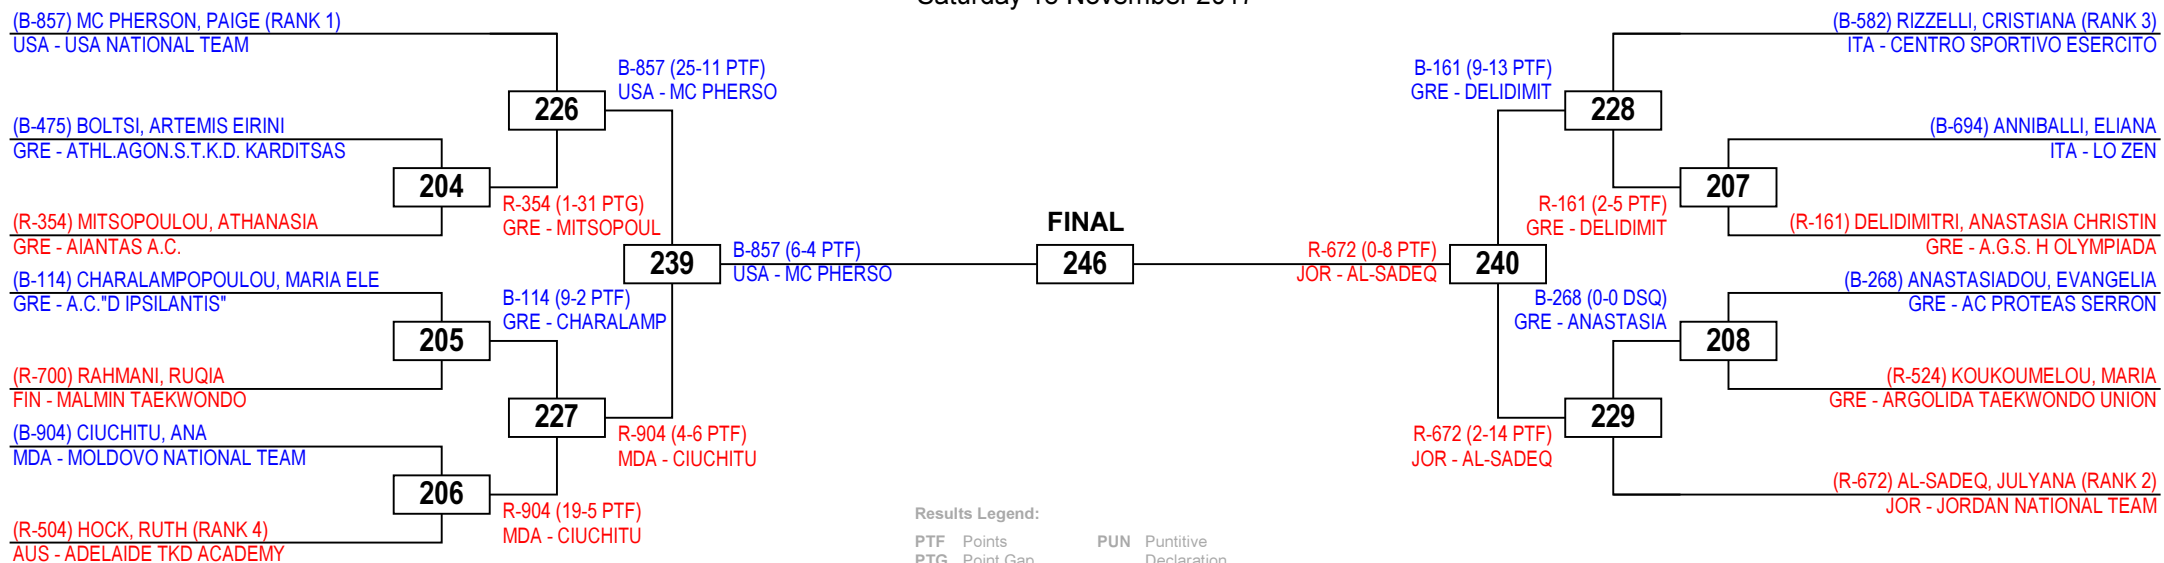 (B-857) MC PHERSON, PAIGE (RANK 1)
USA - USA NATIONAL TEAM
(B-475) BOLTSI, ARTEMIS EIRINI
GRE - ATHL.AGON.S.T.K.D. KARDITSAS
(R-354) MITSOPOULOU, ATHANASIA
GRE - AIANTAS A.C.
(B-114) CHARALAMPOPOULOU, MARIA ELE
GRE - A.C."D IPSILANTIS"
(R-700) RAHMANI, RUQIA
FIN - MALMIN TAEKWONDO
(B-904) CIUCHITU, ANA
MDA - MOLDOVO NATIONAL TEAM
(R-504) HOCK, RUTH (RANK 4)
AUS - ADELAIDE TKD ACADEMY
204
205
206
226
R-354 (1-31 PTG)
GRE - MITSOPOUL
B-114 (9-2 PTF)
GRE - CHARALAMP
227
R-904 (19-5 PTF)
MDA - CIUCHITU
B-857 (25-11 PTF)
USA - MC PHERSO
239
R-904 (4-6 PTF)
MDA - CIUCHITU
B-857 (6-4 PTF)
USA - MC PHERSO
FINAL
246
R-672 (0-8 PTF)
JOR - AL-SADEQ
240
B-161 (9-13 PTF)
GRE - DELIDIMIT
R-672 (2-14 PTF)
JOR - AL-SADEQ
228
R-161 (2-5 PTF)
GRE - DELIDIMIT
B-268 (0-0 DSQ)
GRE - ANASTASIA
229
207
208
(B-582) RIZZELLI, CRISTIANA (RANK 3)
ITA - CENTRO SPORTIVO ESERCITO
(B-694) ANNIBALLI, ELIANA
ITA - LO ZEN
(R-161) DELIDIMITRI, ANASTASIA CHRISTIN
GRE - A.G.S. H OLYMPIADA
(B-268) ANASTASIADOU, EVANGELIA
GRE - AC PROTEAS SERRON
(R-524) KOUKOUMELOU, MARIA
GRE - ARGOLIDA TAEKWONDO UNION
(R-672) AL-SADEQ, JULYANA (RANK 2)
JOR - JORDAN NATIONAL TEAM
Results Legend:
PTF Points PUN Puntitive
PTG Point Gap Declaration